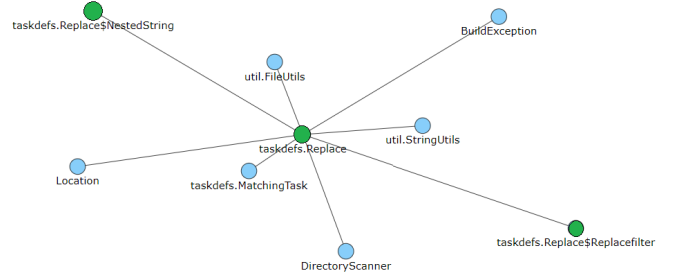 taskdefs.Replace$NestedString
BuildException
util.FileUtils
util.StringUtils
taskdefs.Replace
Location
taskdefs.MatchingTask
taskdefs.Replace$Replacefilter
DirectoryScanner